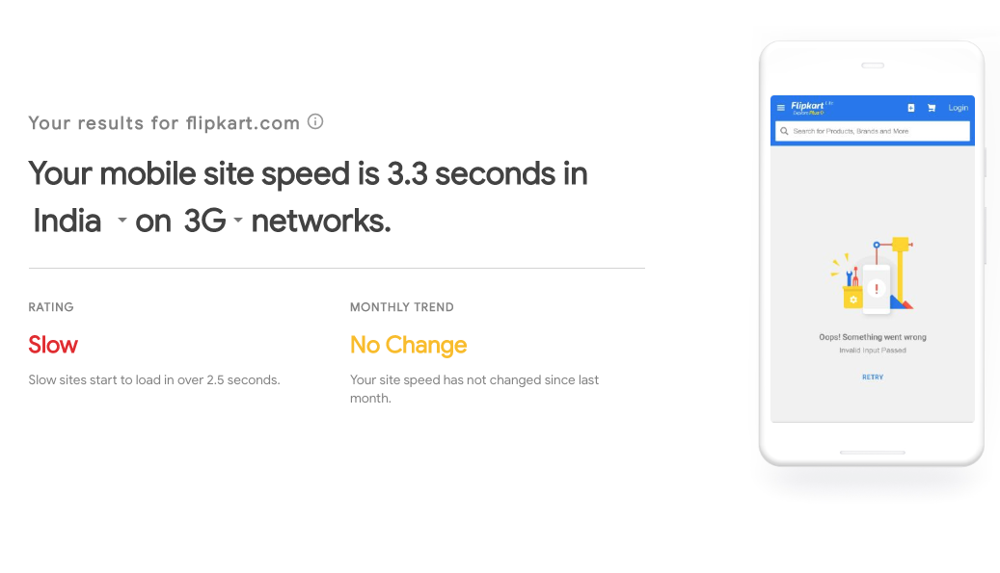 Your results for flipkart.com
Your mobile site speed is 3.3 seconds in
India on 3G networks.
RATING
Slow
Slow sites start to load in over 2.5 seconds.
MONTHLY TREND
No Change
Your site speed has not changed since last
month.
Flipkart Lite
Explore Plus
Login
Search for Products, Brands and More
!
Oops! Something went wrong
Invalid Input Passed
RETRY